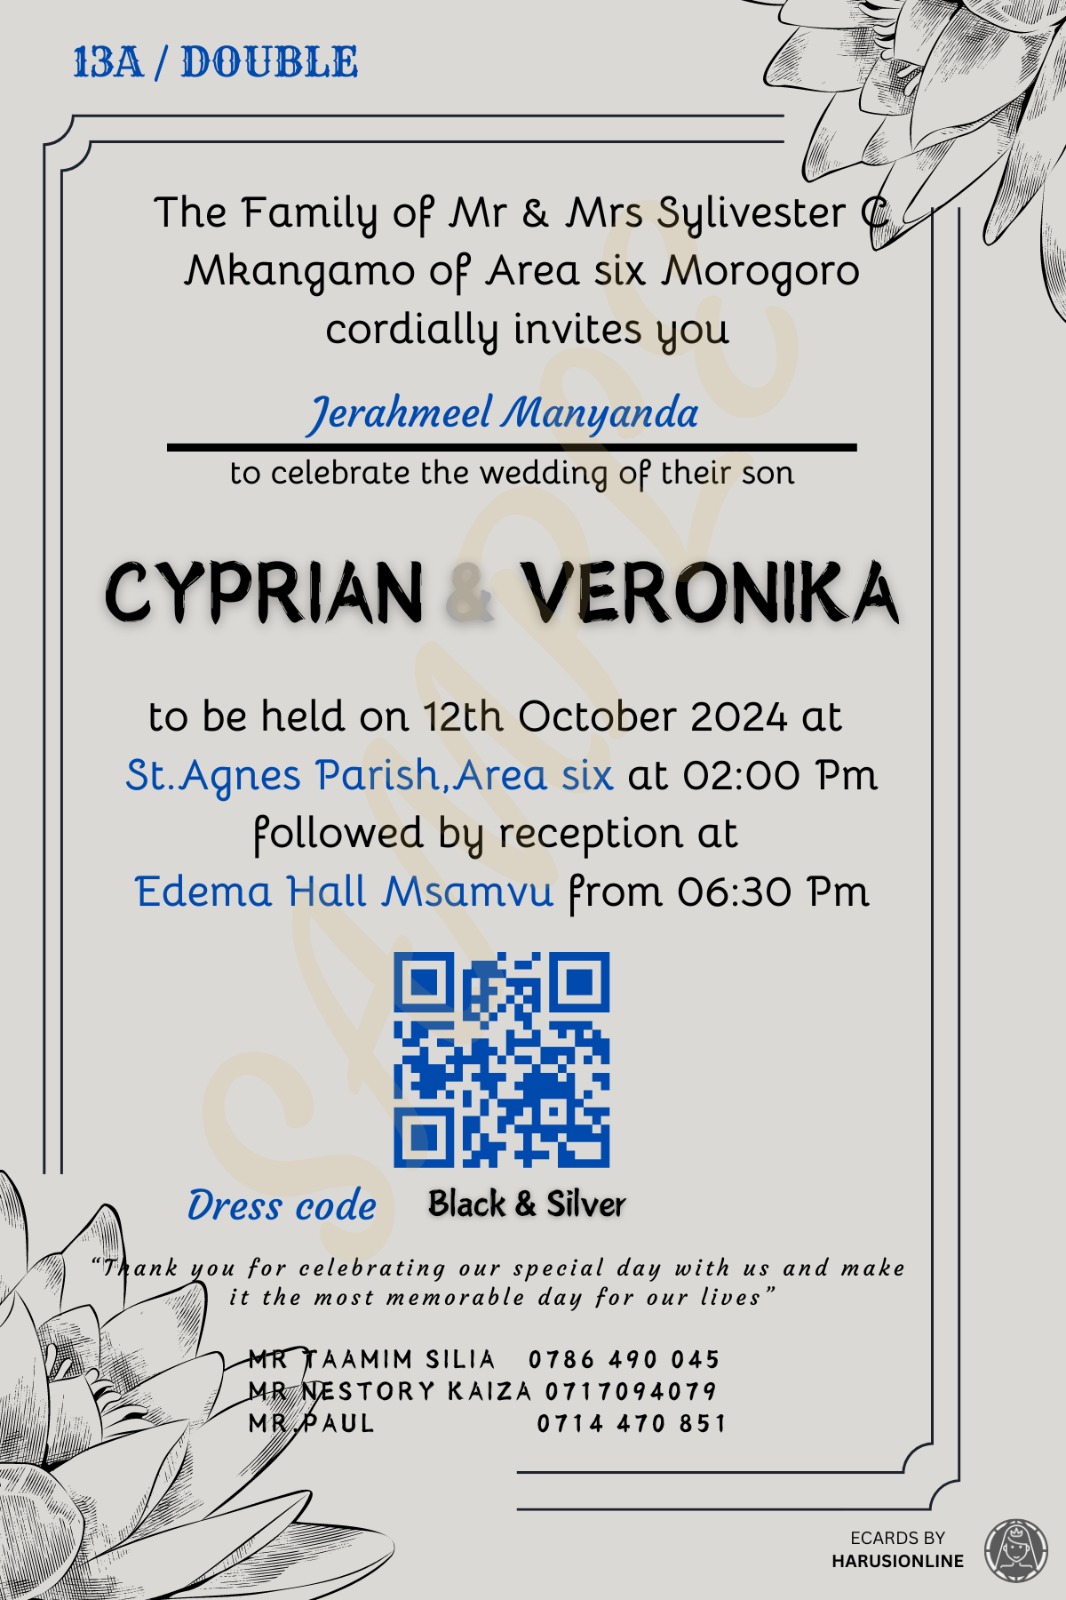 13A / DOUBLE
The Family of Mr & Mrs Sylivester C
Mkangamo of Area six Morogoro
cordially invites you
Jerahmeel Manyanda
to celebrate the wedding of their son
CYPRIAN & VERONIKA
to be held on 12th October 2024 at
St.Agnes Parish,Area six at 02:00 Pm
followed by reception at
Edema Hall Msamvu from 06:30 Pm
SAMPLE
Dress code Black & Silver
“Thank you for celebrating our special day with us and make
it the most memorable day for our lives”
MR TAAMIM SILIA 0786 490 045
MR NESTORY KAIZA 0717094079
MR.PAUL 0714 470 851
ECARDS BY
HARUSIONLINE